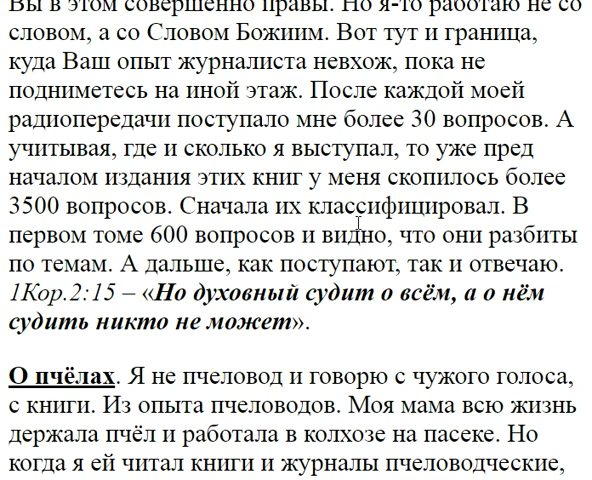 Вы в этом совершенно правы. Но я-то работаю не со
словом, а со Словом Божиим. Вот тут и граница,
куда Ваш опыт журналиста невхож, пока не
подниметесь на иной этаж. После каждой моей
радиопередачи поступало мне более 30 вопросов. А
учитывая, где и сколько я выступал, то уже пред
началом издания этих книг у меня скопилось более
3500 вопросов. Сначала их классифицировал. В
первом томе 600 вопросов и видно, что они разбиты
по темам. А дальше, как поступают, так и отвечаю.
1Кор.2:15 – «Но духовный судит о всём, а о нём
судить никто не может».
О пчёлах. Я не пчеловод и говорю с чужого голоса,
с книги. Из опыта пчеловодов. Моя мама всю жизнь
держала пчёл и работала в колхозе на пасеке. Но
когда я ей читал книги и журналы пчеловодческие,